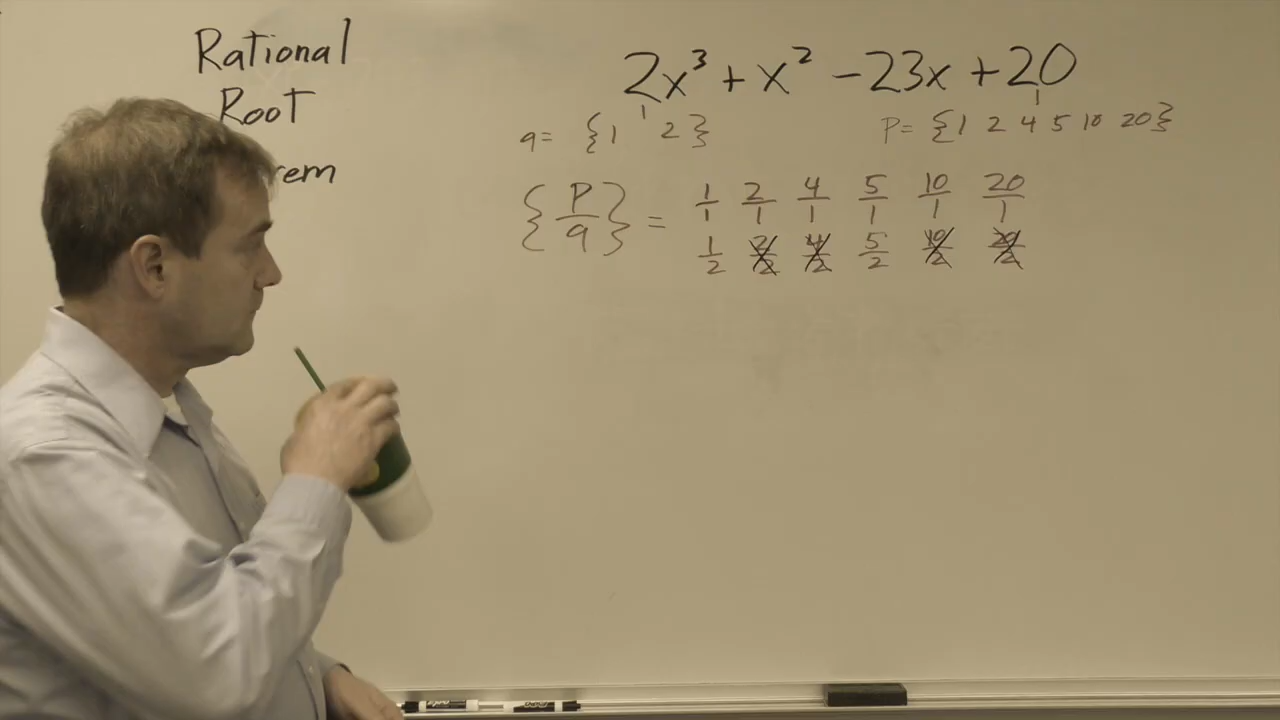 Rational
Root
rem
2x³ + x² - 23x + 20
q = {1 2}
P = {1 2 4 5 10 20}
{P/q} = 1/1 2/1 4/1 5/1 10/1 20/1
1/2 2/2 4/2 5/2 10/2 20/2